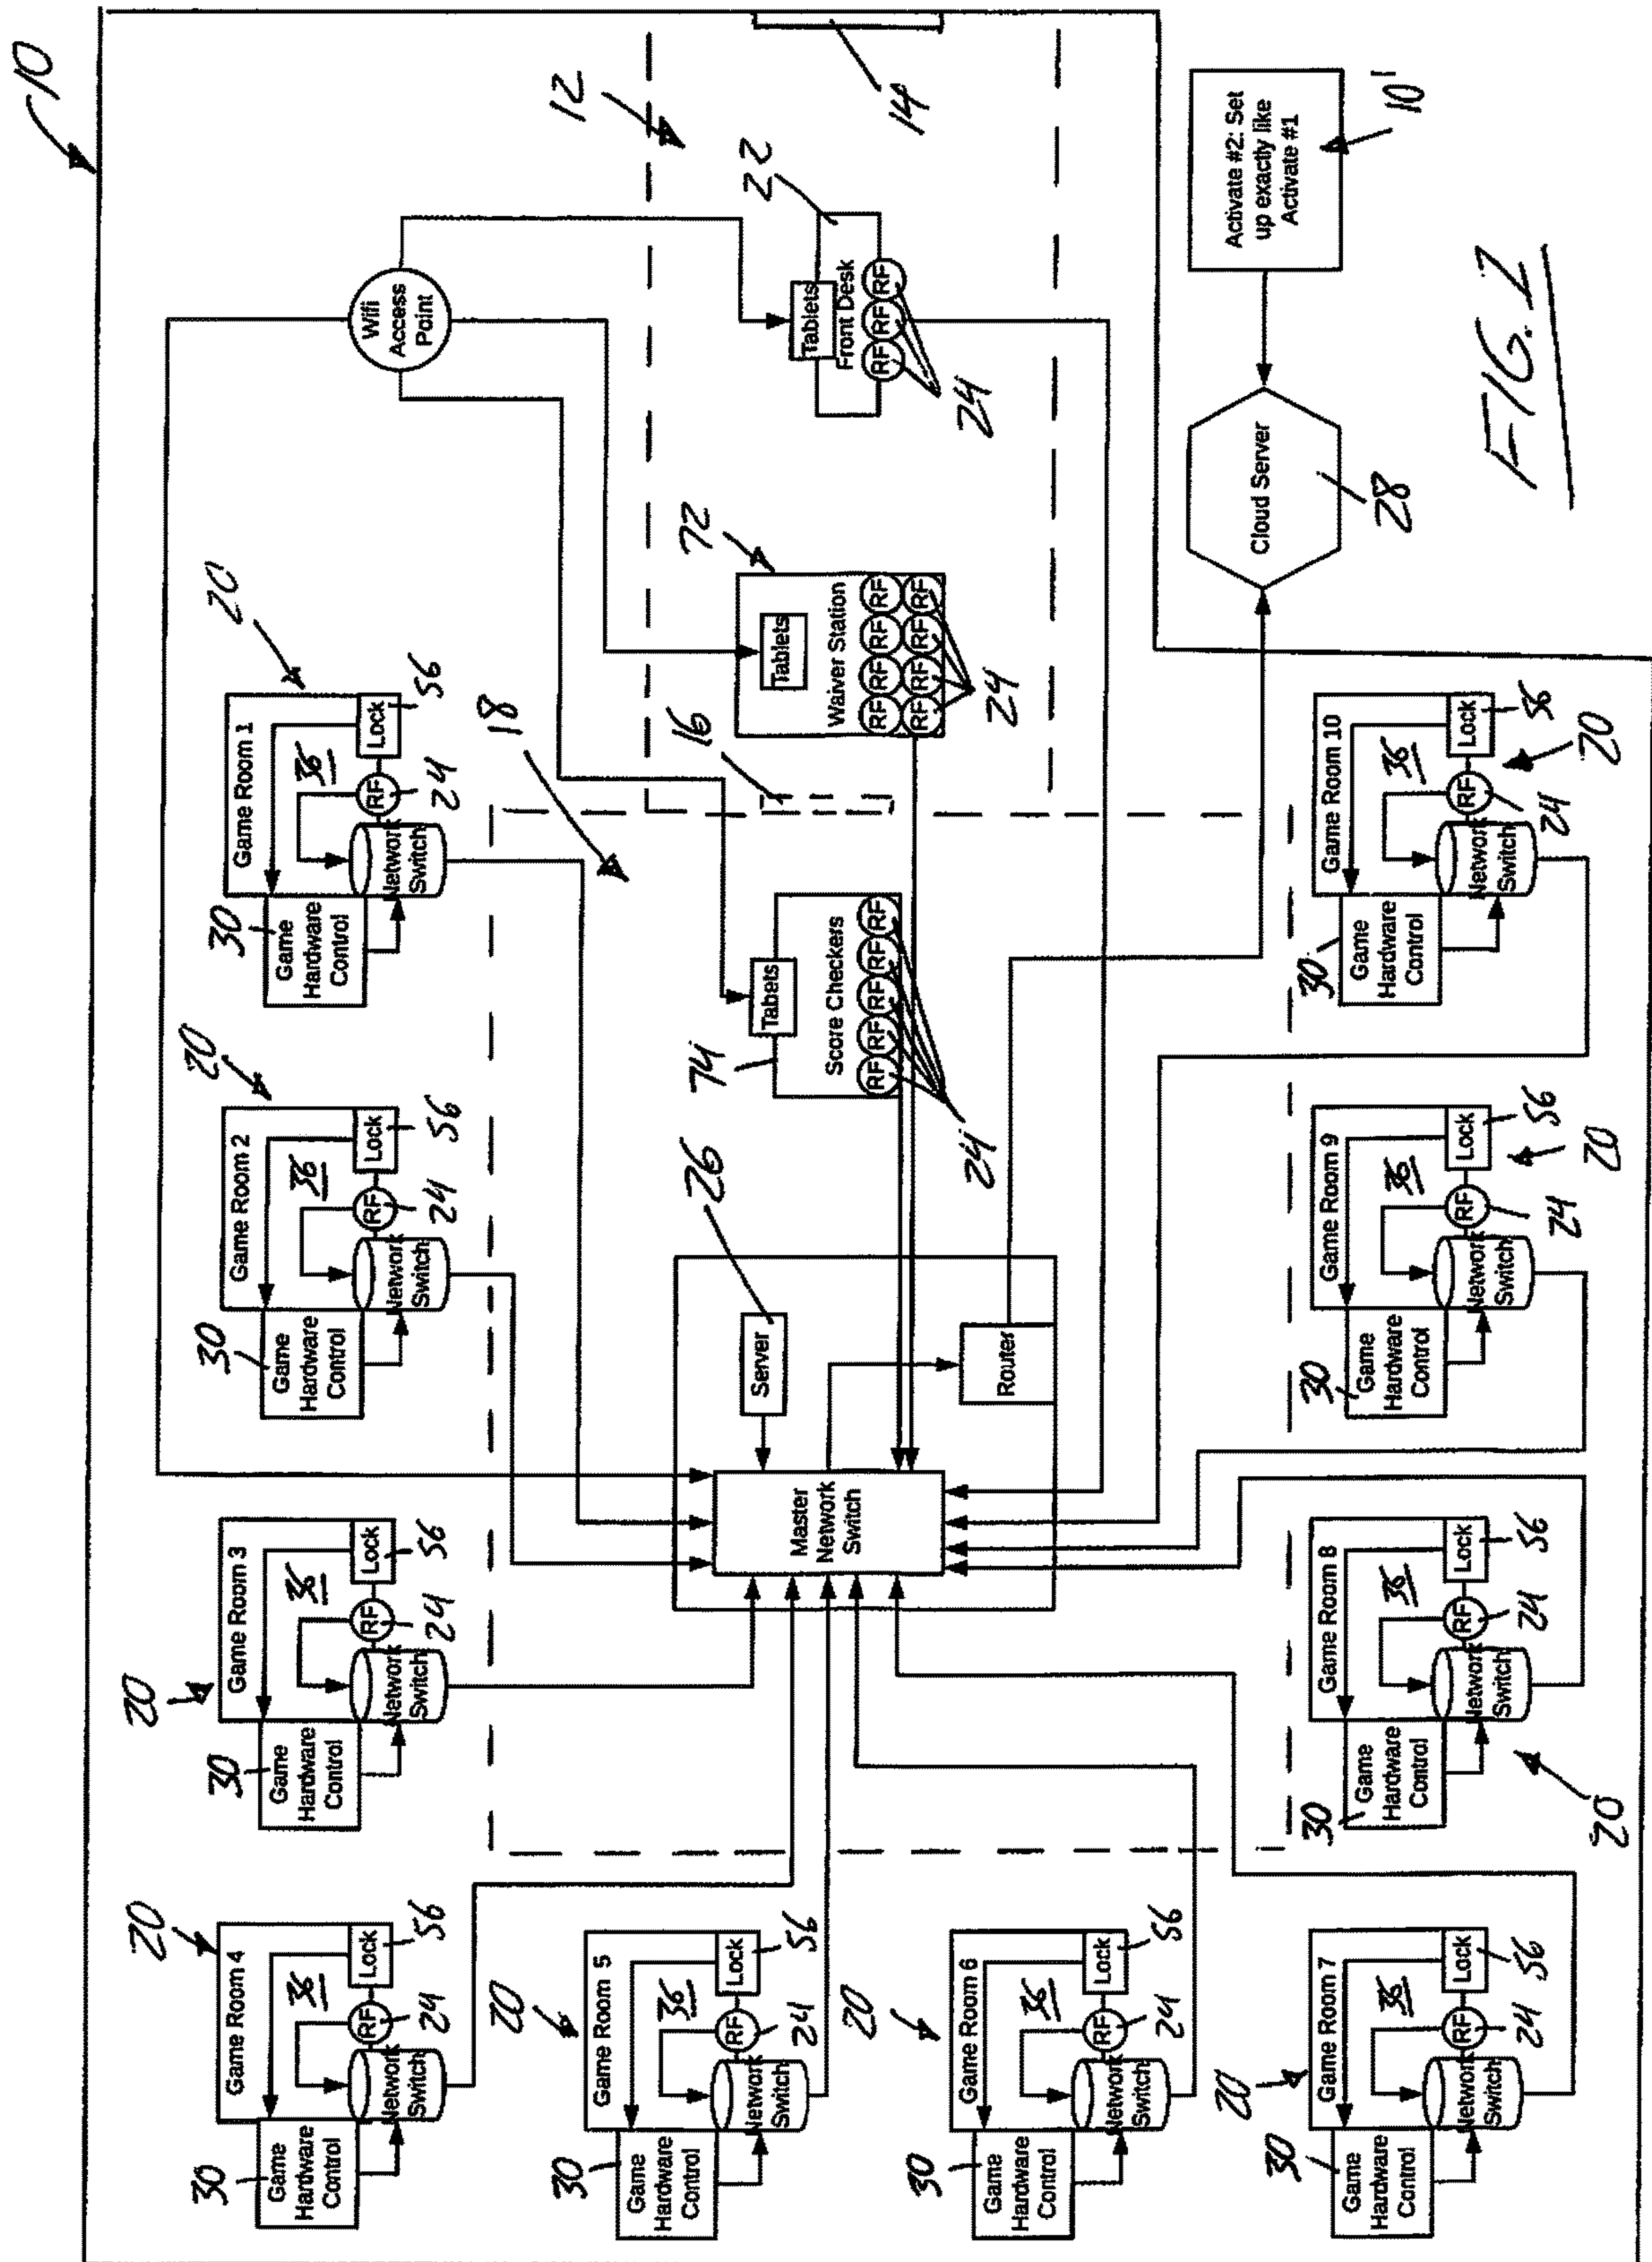 10
20
Game Room 4
30
Game
Hardware
Control
36
RF
Lock
Network
Switch
24
56
20
Game Room 3
30
Game
Hardware
Control
36
RF
Lock
Network
Switch
24
56
20
Game Room 2
30
Game
Hardware
Control
36
RF
Lock
Network
Switch
24
56
20
Game Room 1
30
Game
Hardware
Control
36
RF
Lock
Network
Switch
24
56
Wifi
Access
Point
20
Game Room 5
30
Game
Hardware
Control
36
RF
Lock
Network
Switch
24
56
18
12
26
Server
Master
Network
Switch
Router
74
Tabets
Score Checkers
RF RF RF RF RF
24
16
72
Tablets
Waiver Station
RF RF RF RF
RF RF RF RF
24
22
Tablets
Front Desk
RF RF RF
24
14
20
Game Room 6
30
Game
Hardware
Control
36
RF
Lock
Network
Switch
24
56
20
Game Room 7
30
Game
Hardware
Control
36
RF
Lock
Network
Switch
24
56
Game Room 8
30
Game
Hardware
Control
36
RF
Lock
Network
Switch
24
56
20
Game Room 9
30
Game
Hardware
Control
36
RF
Lock
Network
Switch
24
56
20
Game Room 10
30
Game
Hardware
Control
36
RF
Lock
Network
Switch
24
56
20
Cloud Server
28
Activate #2: Set
up exactly like
Activate #1
10'
FIG. 1